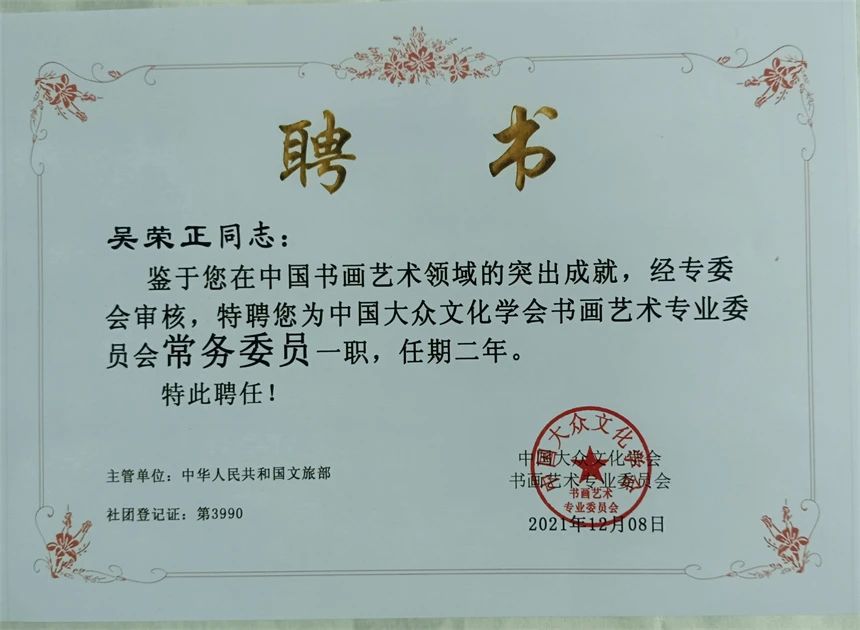 聘书
吴荣正同志：
鉴于您在中国书画艺术领域的突出成就，经专委
会审核，特聘您为中国大众文化学会书画艺术专业委
员会常务委员一职，任期二年。
特此聘任！
主管单位：中华人民共和国文旅部
社团登记证：第3990
中国大众文化学会
书画艺术专业委员会
2021年12月08日
中国大众文化学会
书画艺术
专业委员会